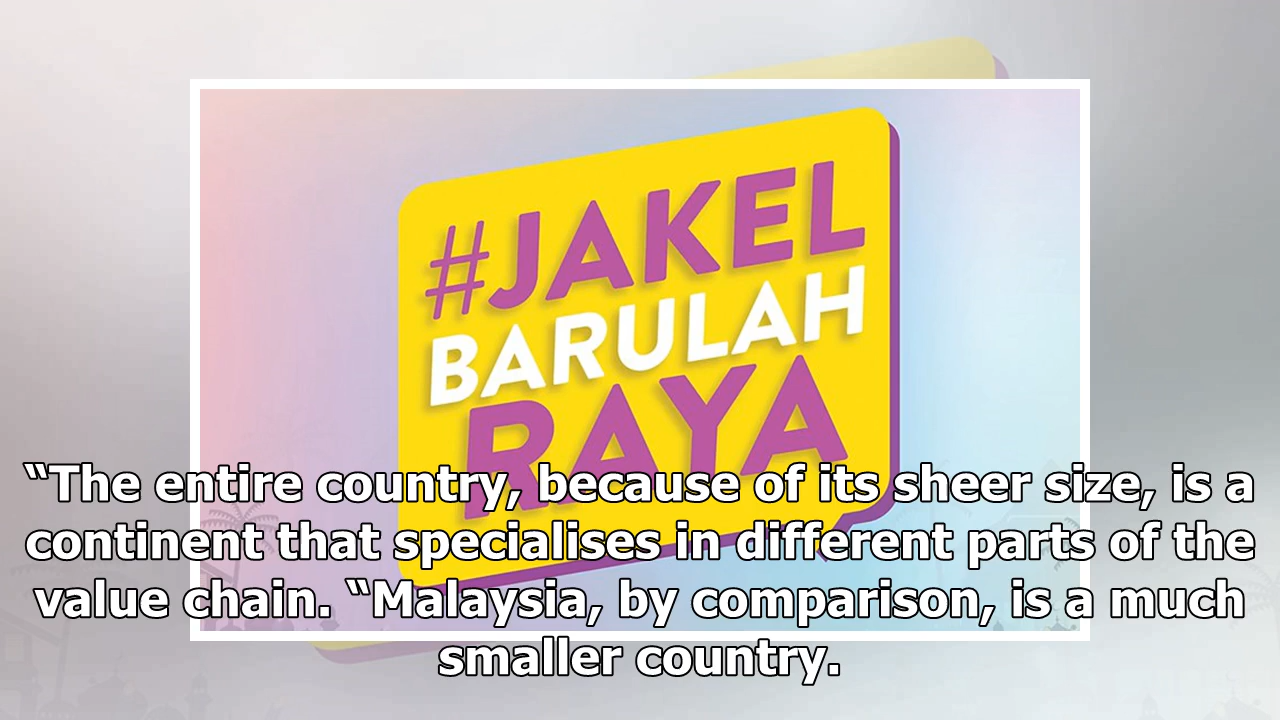 #JAKEL
BARULAH
RAYA
“The entire country, because of its sheer size, is a
continent that specialises in different parts of the
value chain. “Malaysia, by comparison, is a much
smaller country.